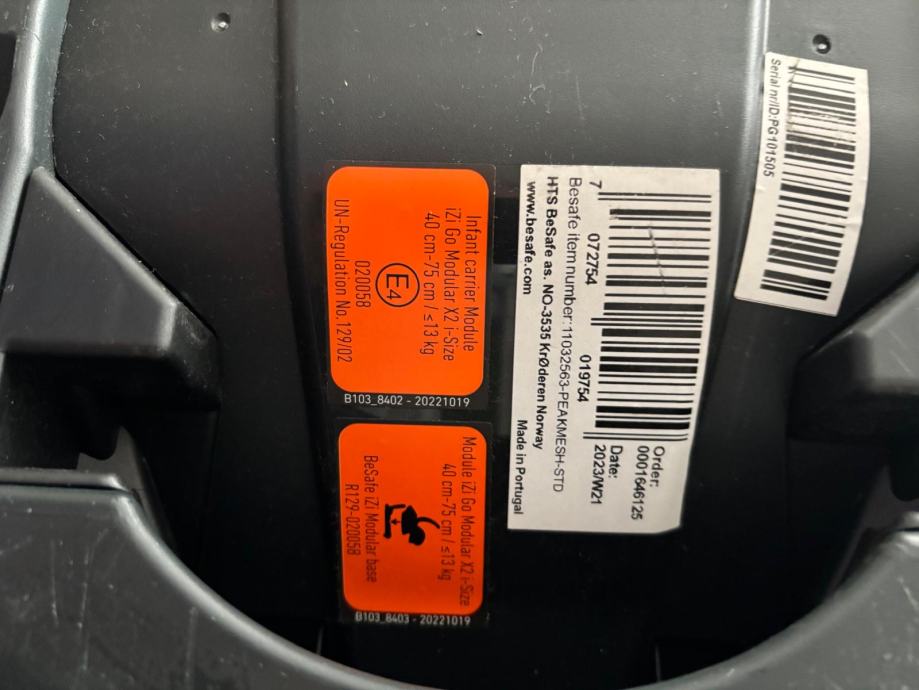 Serial nr/ID:PG101505
7 072754 019754
Order:
0001646125
Date:
2023/W21
Besafe item number:11032563-PEAKMESH-STD
HTS BeSafe as. NO-3535 KrØderen Norway
www.besafe.com
Made in Portugal
Infant carrier Module
iZi Go Modular X2 i-Size
40 cm-75 cm / ≤13 kg
E4
020058
UN-Regulation No.129/02
B103_8402 - 20221019
Module iZi Go Modular X2 i-Size
40 cm-75 cm / ≤13 kg
BeSafe iZi Modular base
R129-020058
B103_8403 - 20221019